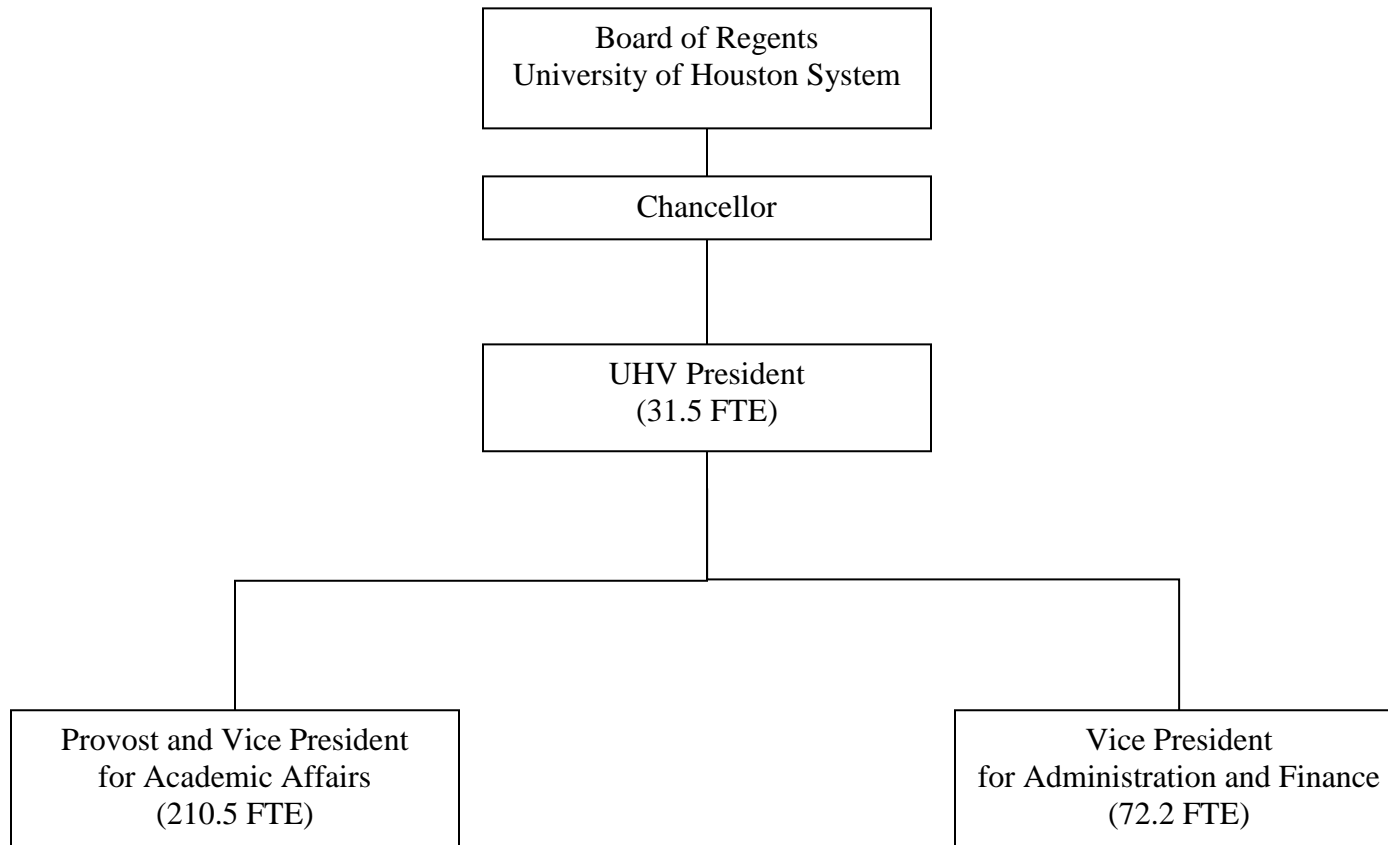 Board of Regents
University of Houston System
Chancellor
UHV President
(31.5 FTE)
Provost and Vice President
for Academic Affairs
(210.5 FTE)
Vice President
for Administration and Finance
(72.2 FTE)